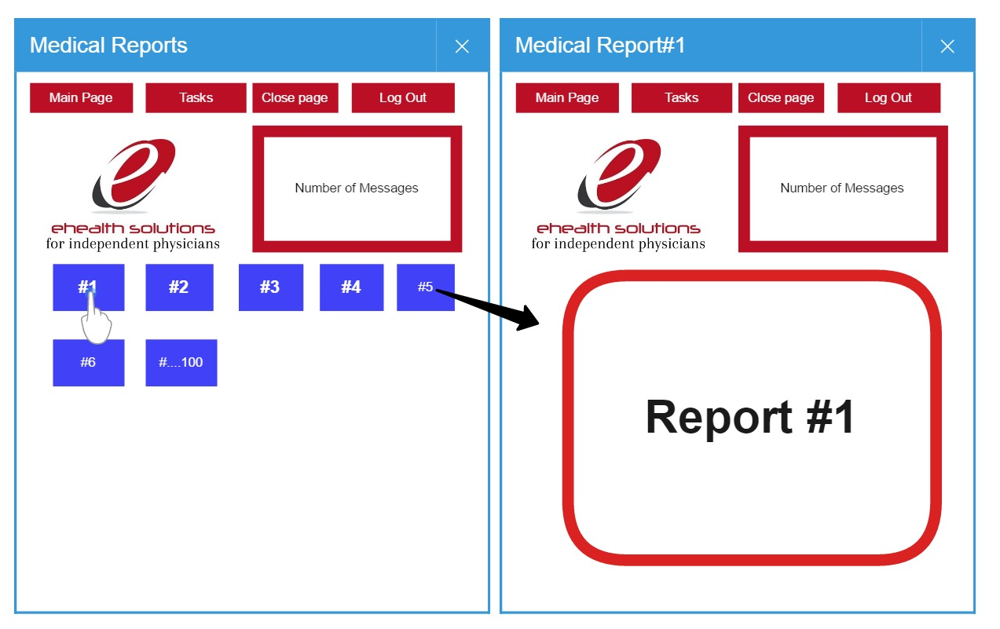 Medical Reports
Main Page Tasks Close page Log Out
e
Number of Messages
ehealth solutions
for independent physicians
#1 #2 #3 #4 #5
#6 #....100
Medical Report#1
Main Page Tasks Close page Log Out
e
Number of Messages
ehealth solutions
for independent physicians
Report #1